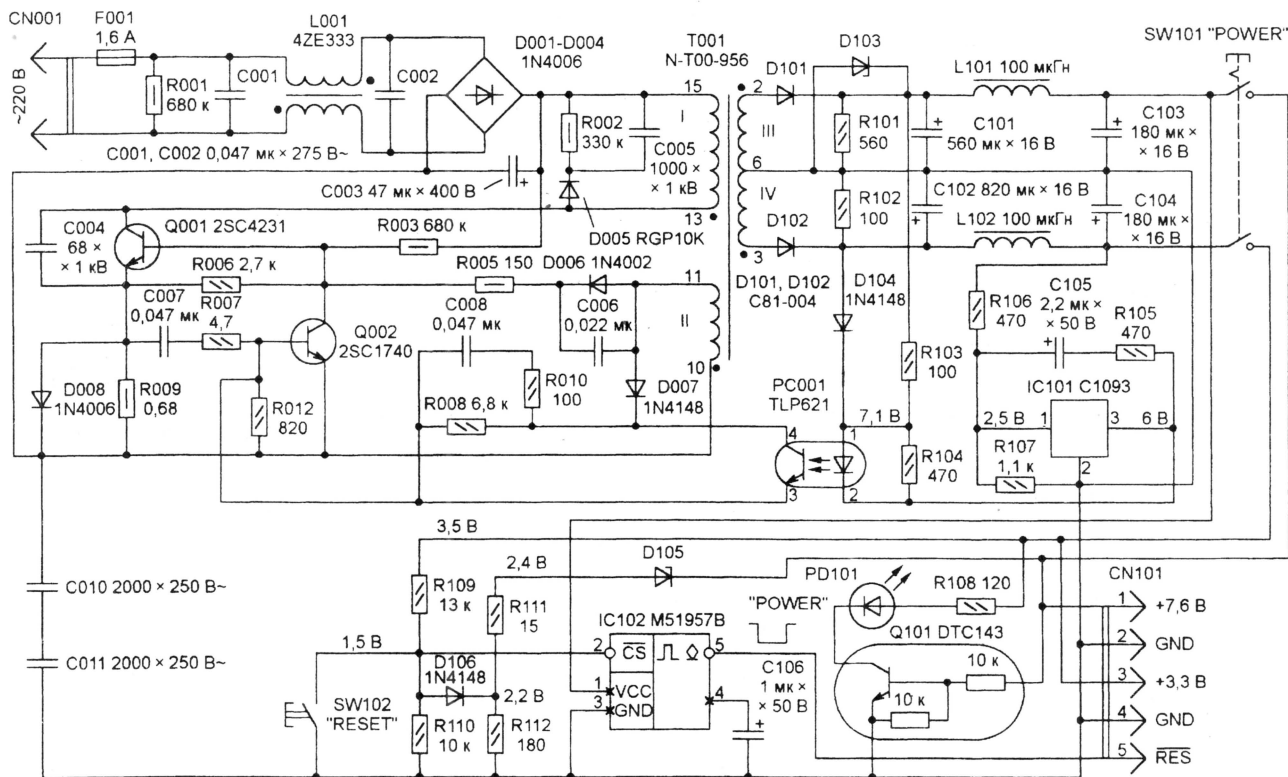 CN001
F001
1,6 А
L001
4ZE333
D001-D004
1N4006
T001
N-T00-956
D103
SW101 "POWER"
~220 В
R001
680 к
C001
C002
15
I
R002
330 к
C005
1000 ×
× 1 кВ
2
D101
III
R101
560
C101
560 мк × 16 В
L101 100 мкГн
C103
180 мк ×
× 16 В
C001, C002 0,047 мк × 275 В~
C003 47 мк × 400 В
6
IV
R102
100
C102 820 мк × 16 В
C104
180 мк ×
× 16 В
L102 100 мкГн
13
D102
3
C004
68 ×
× 1 кВ
Q001 2SC4231
R003 680 к
D005 RGP10K
R006 2,7 к
R005 150
D006 1N4002
11
D101, D102
C81-004
D104
1N4148
C007
0,047 мк
R007
4,7
C008
0,047 мк
C006
0,022 мк
II
R106
470
C105
2,2 мк ×
× 50 В
R105
470
Q002
2SC1740
10
R103
100
D008
1N4006
R009
0,68
R012
820
R010
100
D007
1N4148
R008 6,8 к
PC001
TLP621
7,1 В
IC101 C1093
2,5 В
1
3
6 В
2
4
1
3
2
R104
470
R107
1,1 к
3,5 В
2,4 В
D105
C010 2000 × 250 В~
R109
13 к
R111
15
PD101
R108 120
CN101
"POWER"
1
+7,6 В
IC102 M51957B
Q101 DTC143
2
GND
1,5 В
2
CS
5
C011 2000 × 250 В~
D106
1N4148
10 к
10 к
3
+3,3 В
C106
1 мк ×
× 50 В
1
VCC
3
GND
4
2,2 В
SW102
"RESET"
R110
10 к
R112
180
4
GND
5
RES